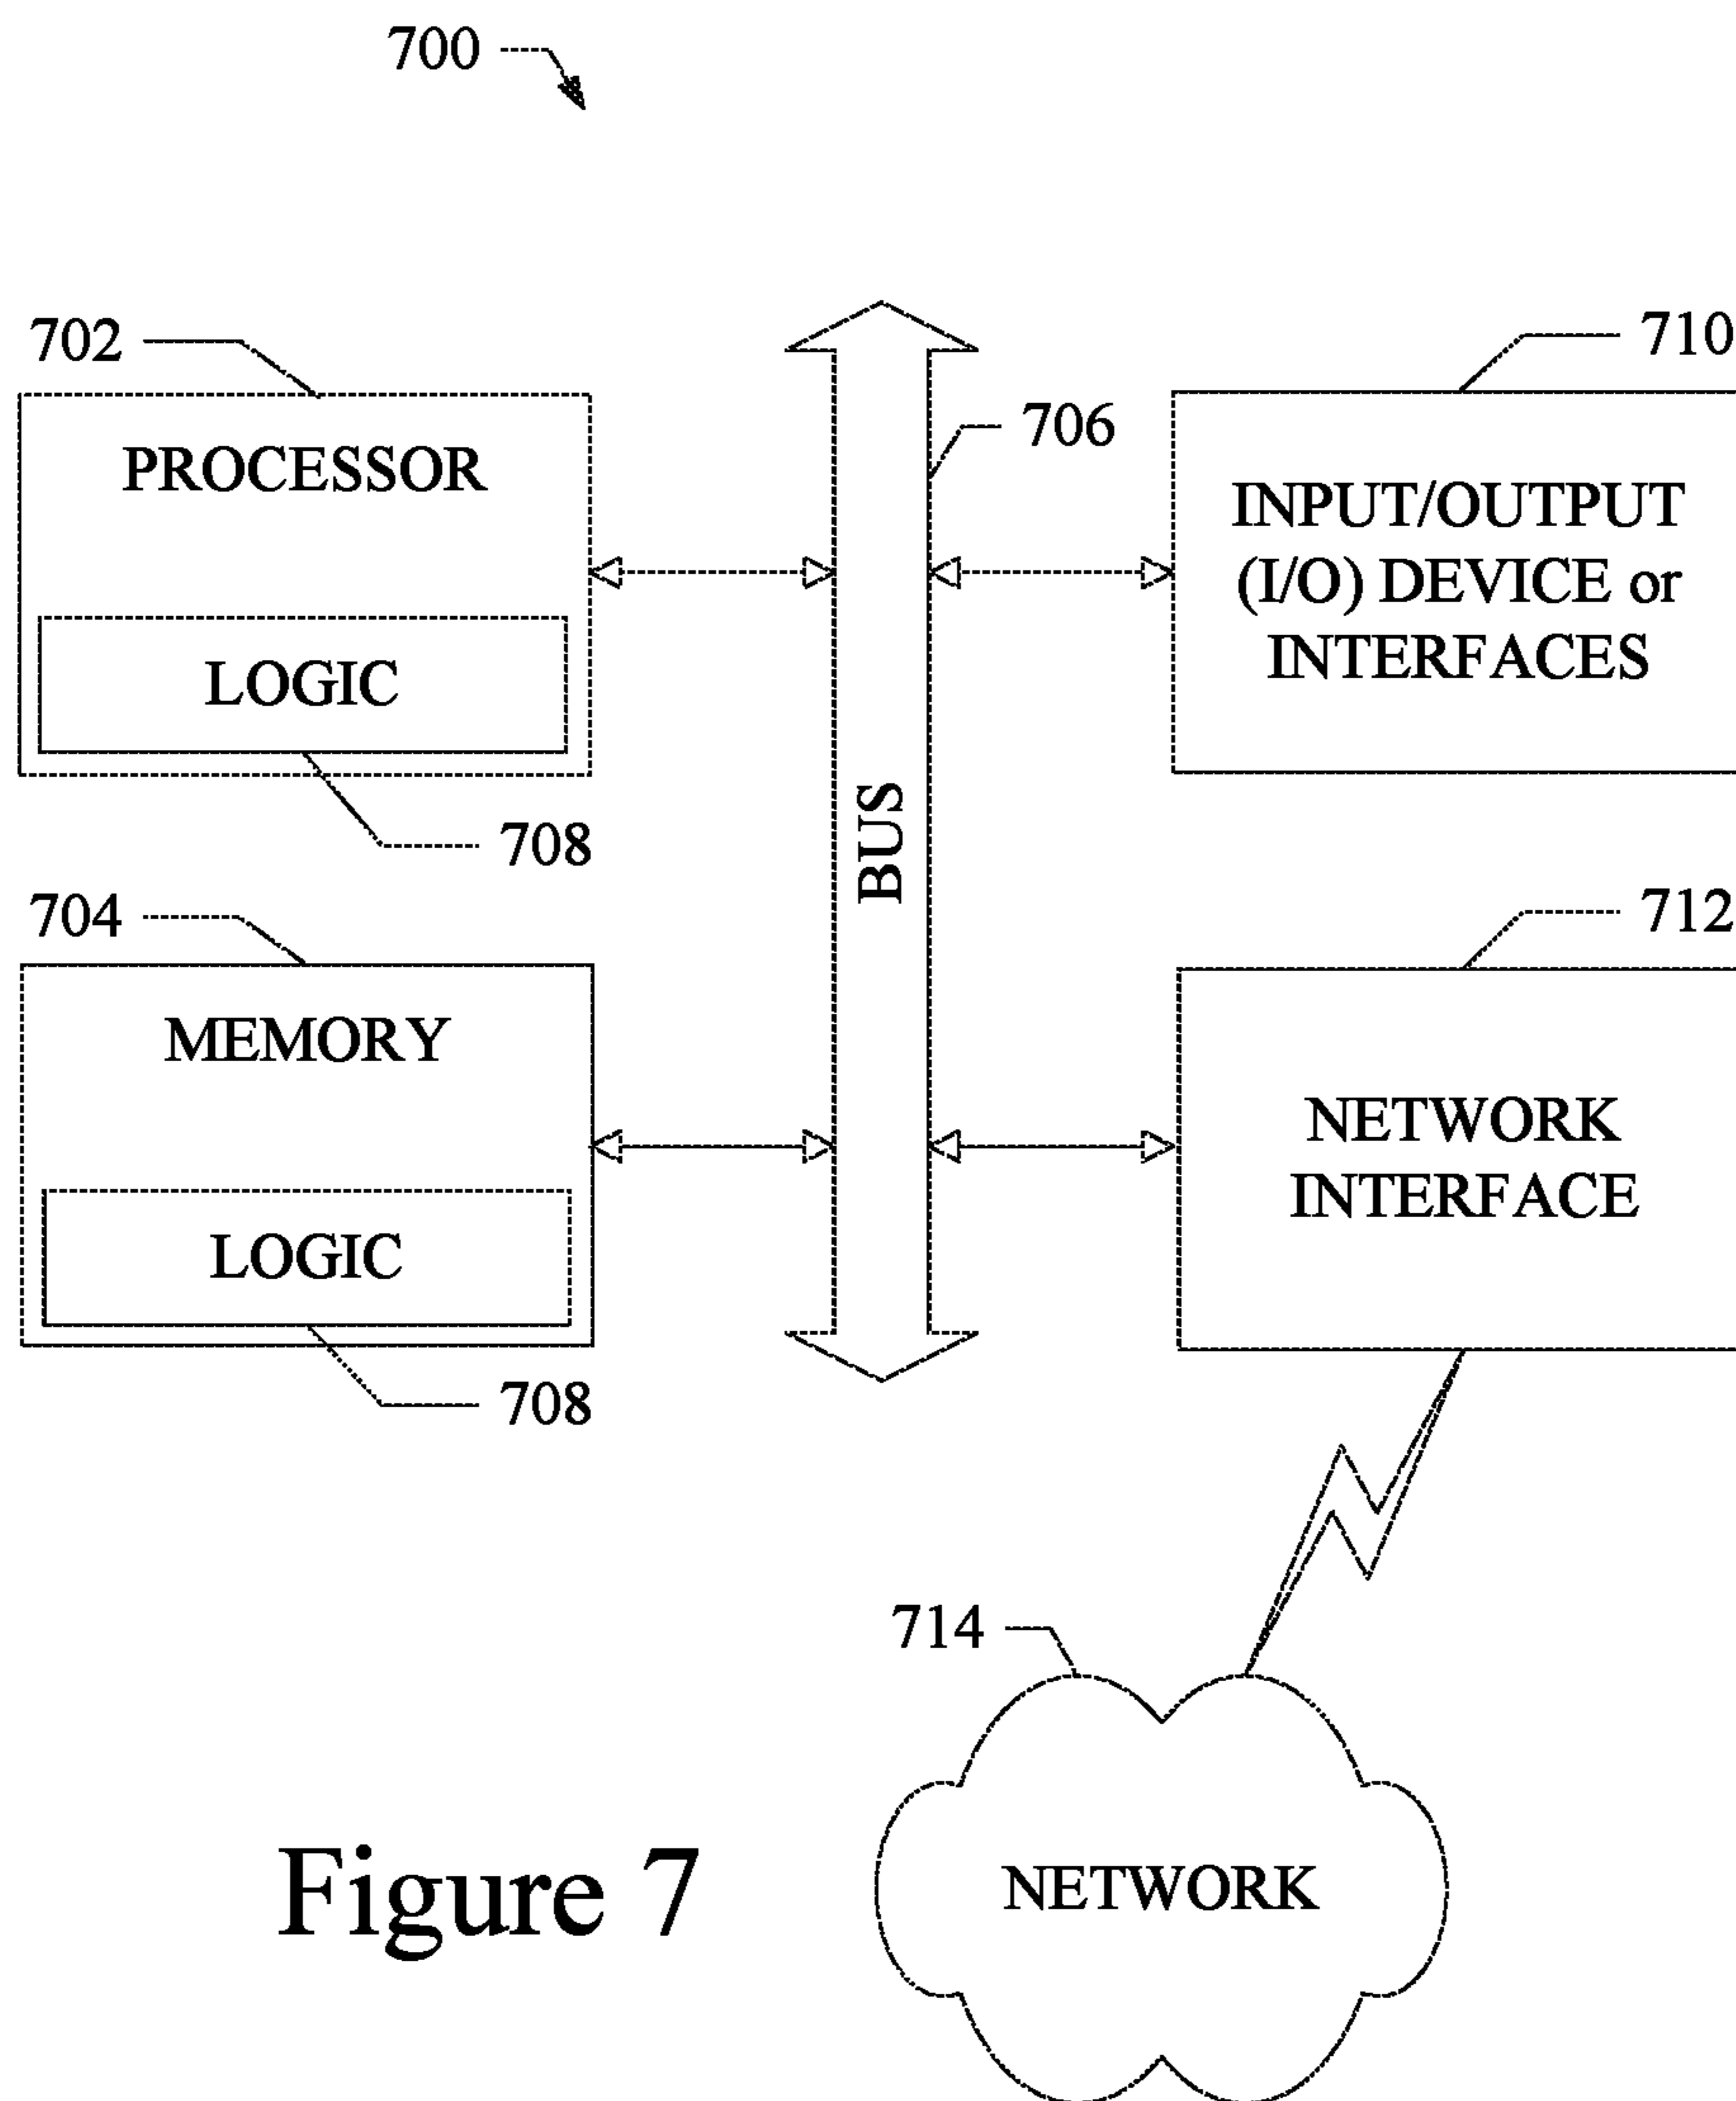 700
702
PROCESSOR
LOGIC
708
704
MEMORY
LOGIC
708
706
BUS
710
INPUT/OUTPUT
(I/O) DEVICE or
INTERFACES
712
NETWORK
INTERFACE
714
NETWORK
Figure 7